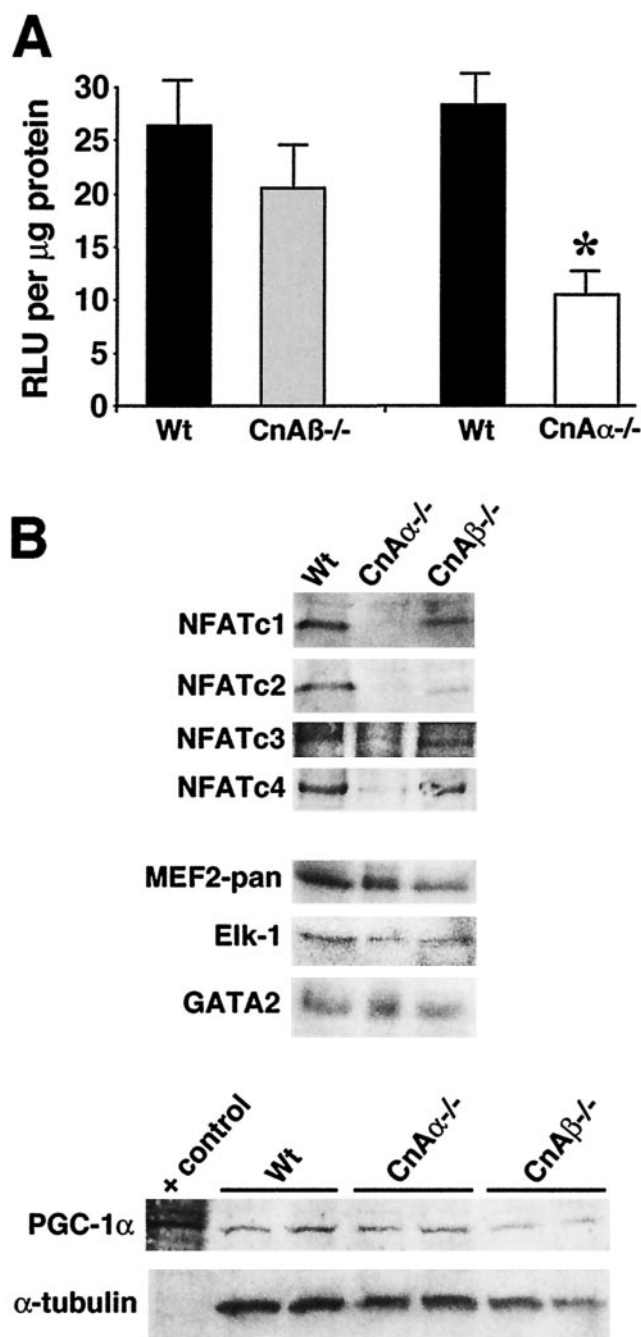 A
RLU per μg protein
30
25
20
15
10
5
0
*
Wt
CnAß-/-
Wt
CnAα-/-
B
Wt
CnAα-/-
CnAβ-/-
NFATc1
NFATc2
NFATc3
NFATc4
MEF2-pan
Elk-1
GATA2
+ control
Wt
CnAα-/-
CnAβ-/-
PGC-1α
α-tubulin